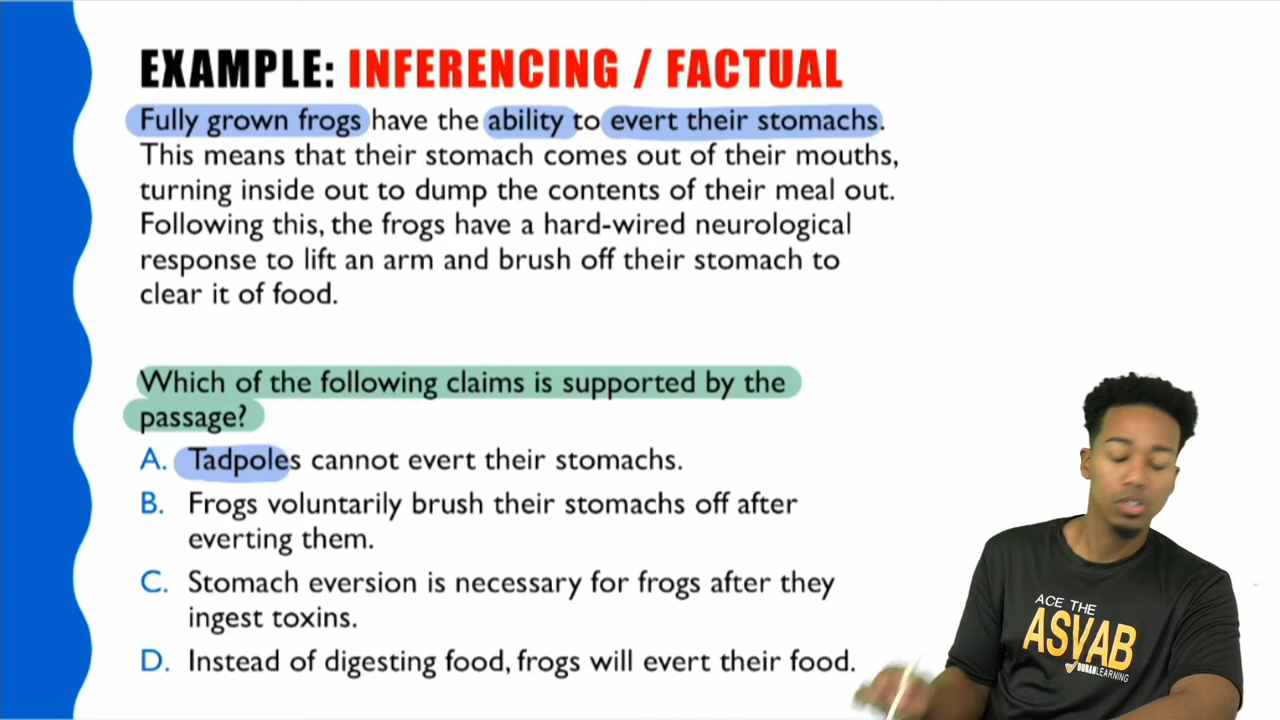 EXAMPLE: INFERENCING / FACTUAL
Fully grown frogs have the ability to evert their stomachs.
This means that their stomach comes out of their mouths,
turning inside out to dump the contents of their meal out.
Following this, the frogs have a hard-wired neurological
response to lift an arm and brush off their stomach to
clear it of food.
Which of the following claims is supported by the
passage?
A. Tadpoles cannot evert their stomachs.
B. Frogs voluntarily brush their stomachs off after
everting them.
C. Stomach eversion is necessary for frogs after they
ingest toxins.
D. Instead of digesting food, frogs will evert their food.
ACE THE
ASVAB
DURANLEARNING